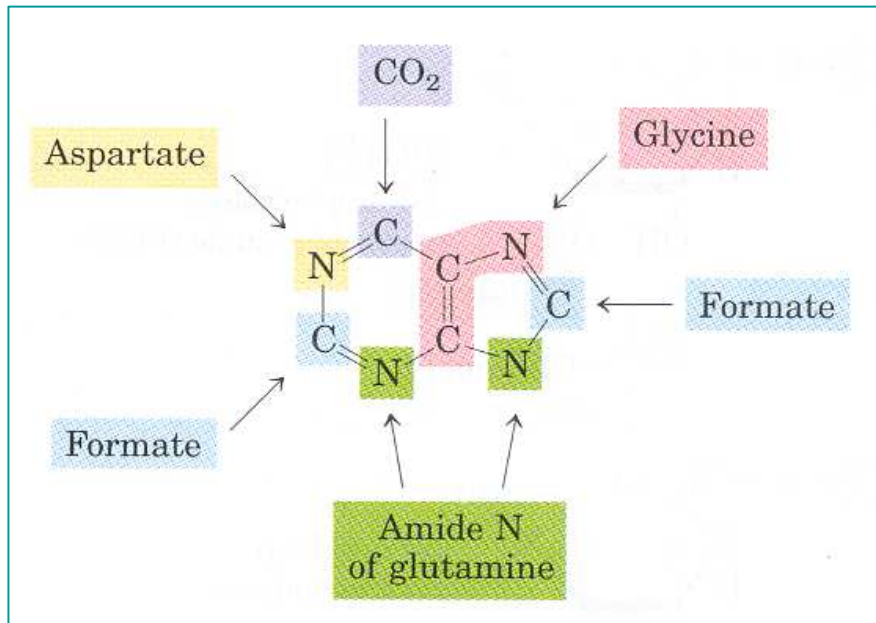 CO₂
Aspartate
Glycine
C
N
N
C
C
Formate
C
C
N
N
Formate
Amide N
of glutamine